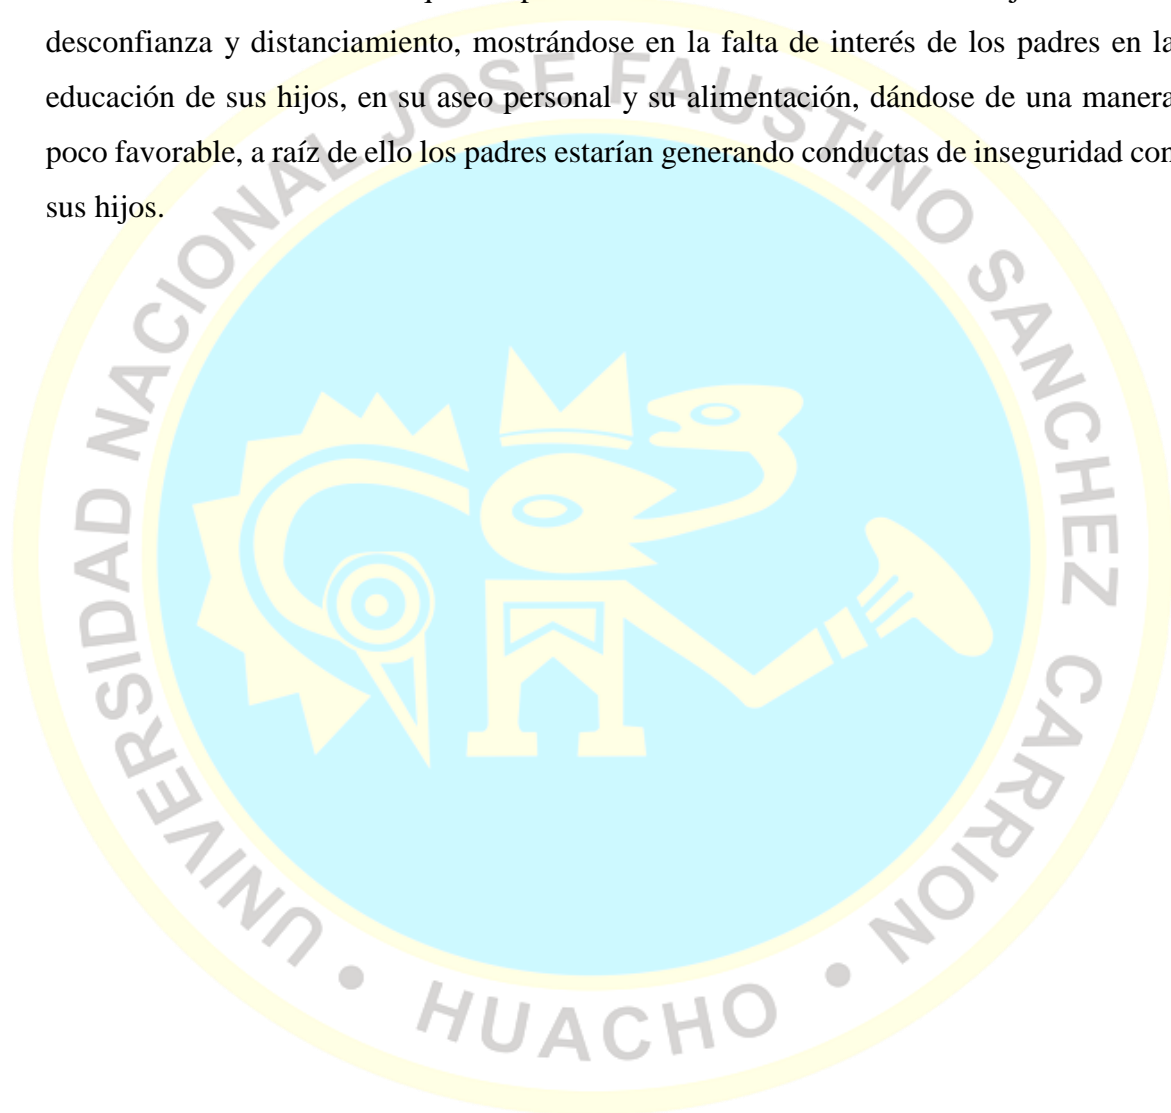 desconfianza y distanciamiento, mostrándose en la falta de interés de los padres en la
educación de sus hijos, en su aseo personal y su alimentación, dándose de una manera
poco favorable, a raíz de ello los padres estarían generando conductas de inseguridad con
sus hijos.
UNIVERSIDAD NACIONAL JOSE FAUSTINO SANCHEZ CARRION
• HUACHO •